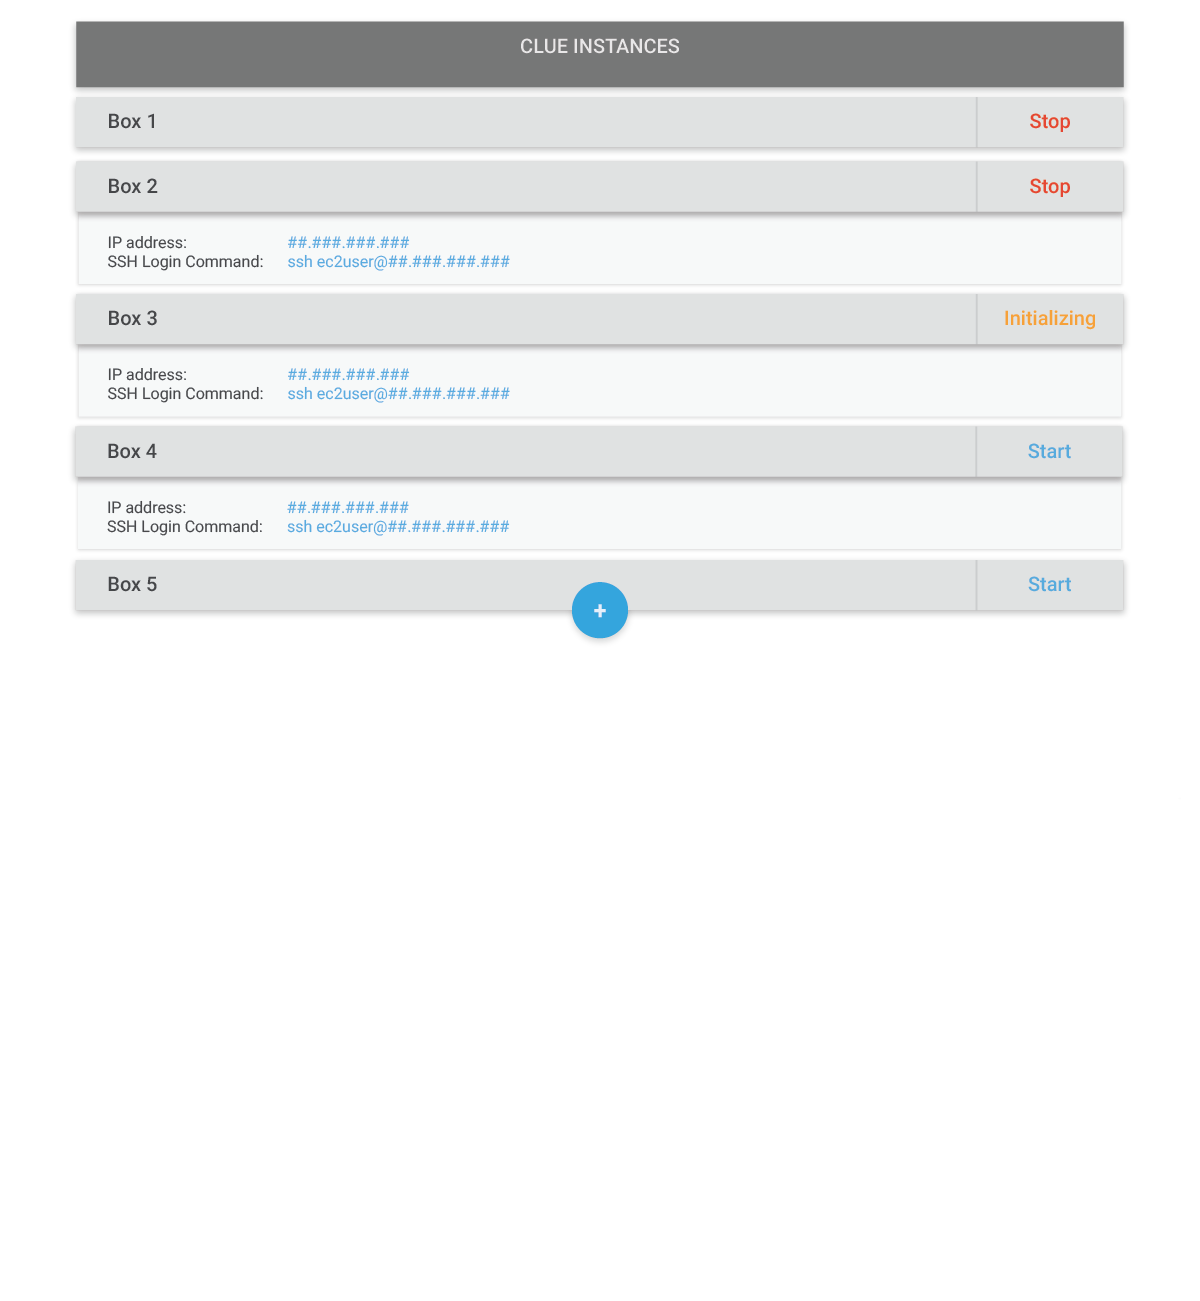 CLUE INSTANCES
Box 1 Stop
Box 2 Stop
IP address: ##.###.###.###
SSH Login Command: ssh ec2user@##.###.###.###
Box 3 Initializing
IP address: ##.###.###.###
SSH Login Command: ssh ec2user@##.###.###.###
Box 4 Start
IP address: ##.###.###.###
SSH Login Command: ssh ec2user@##.###.###.###
Box 5 Start
+